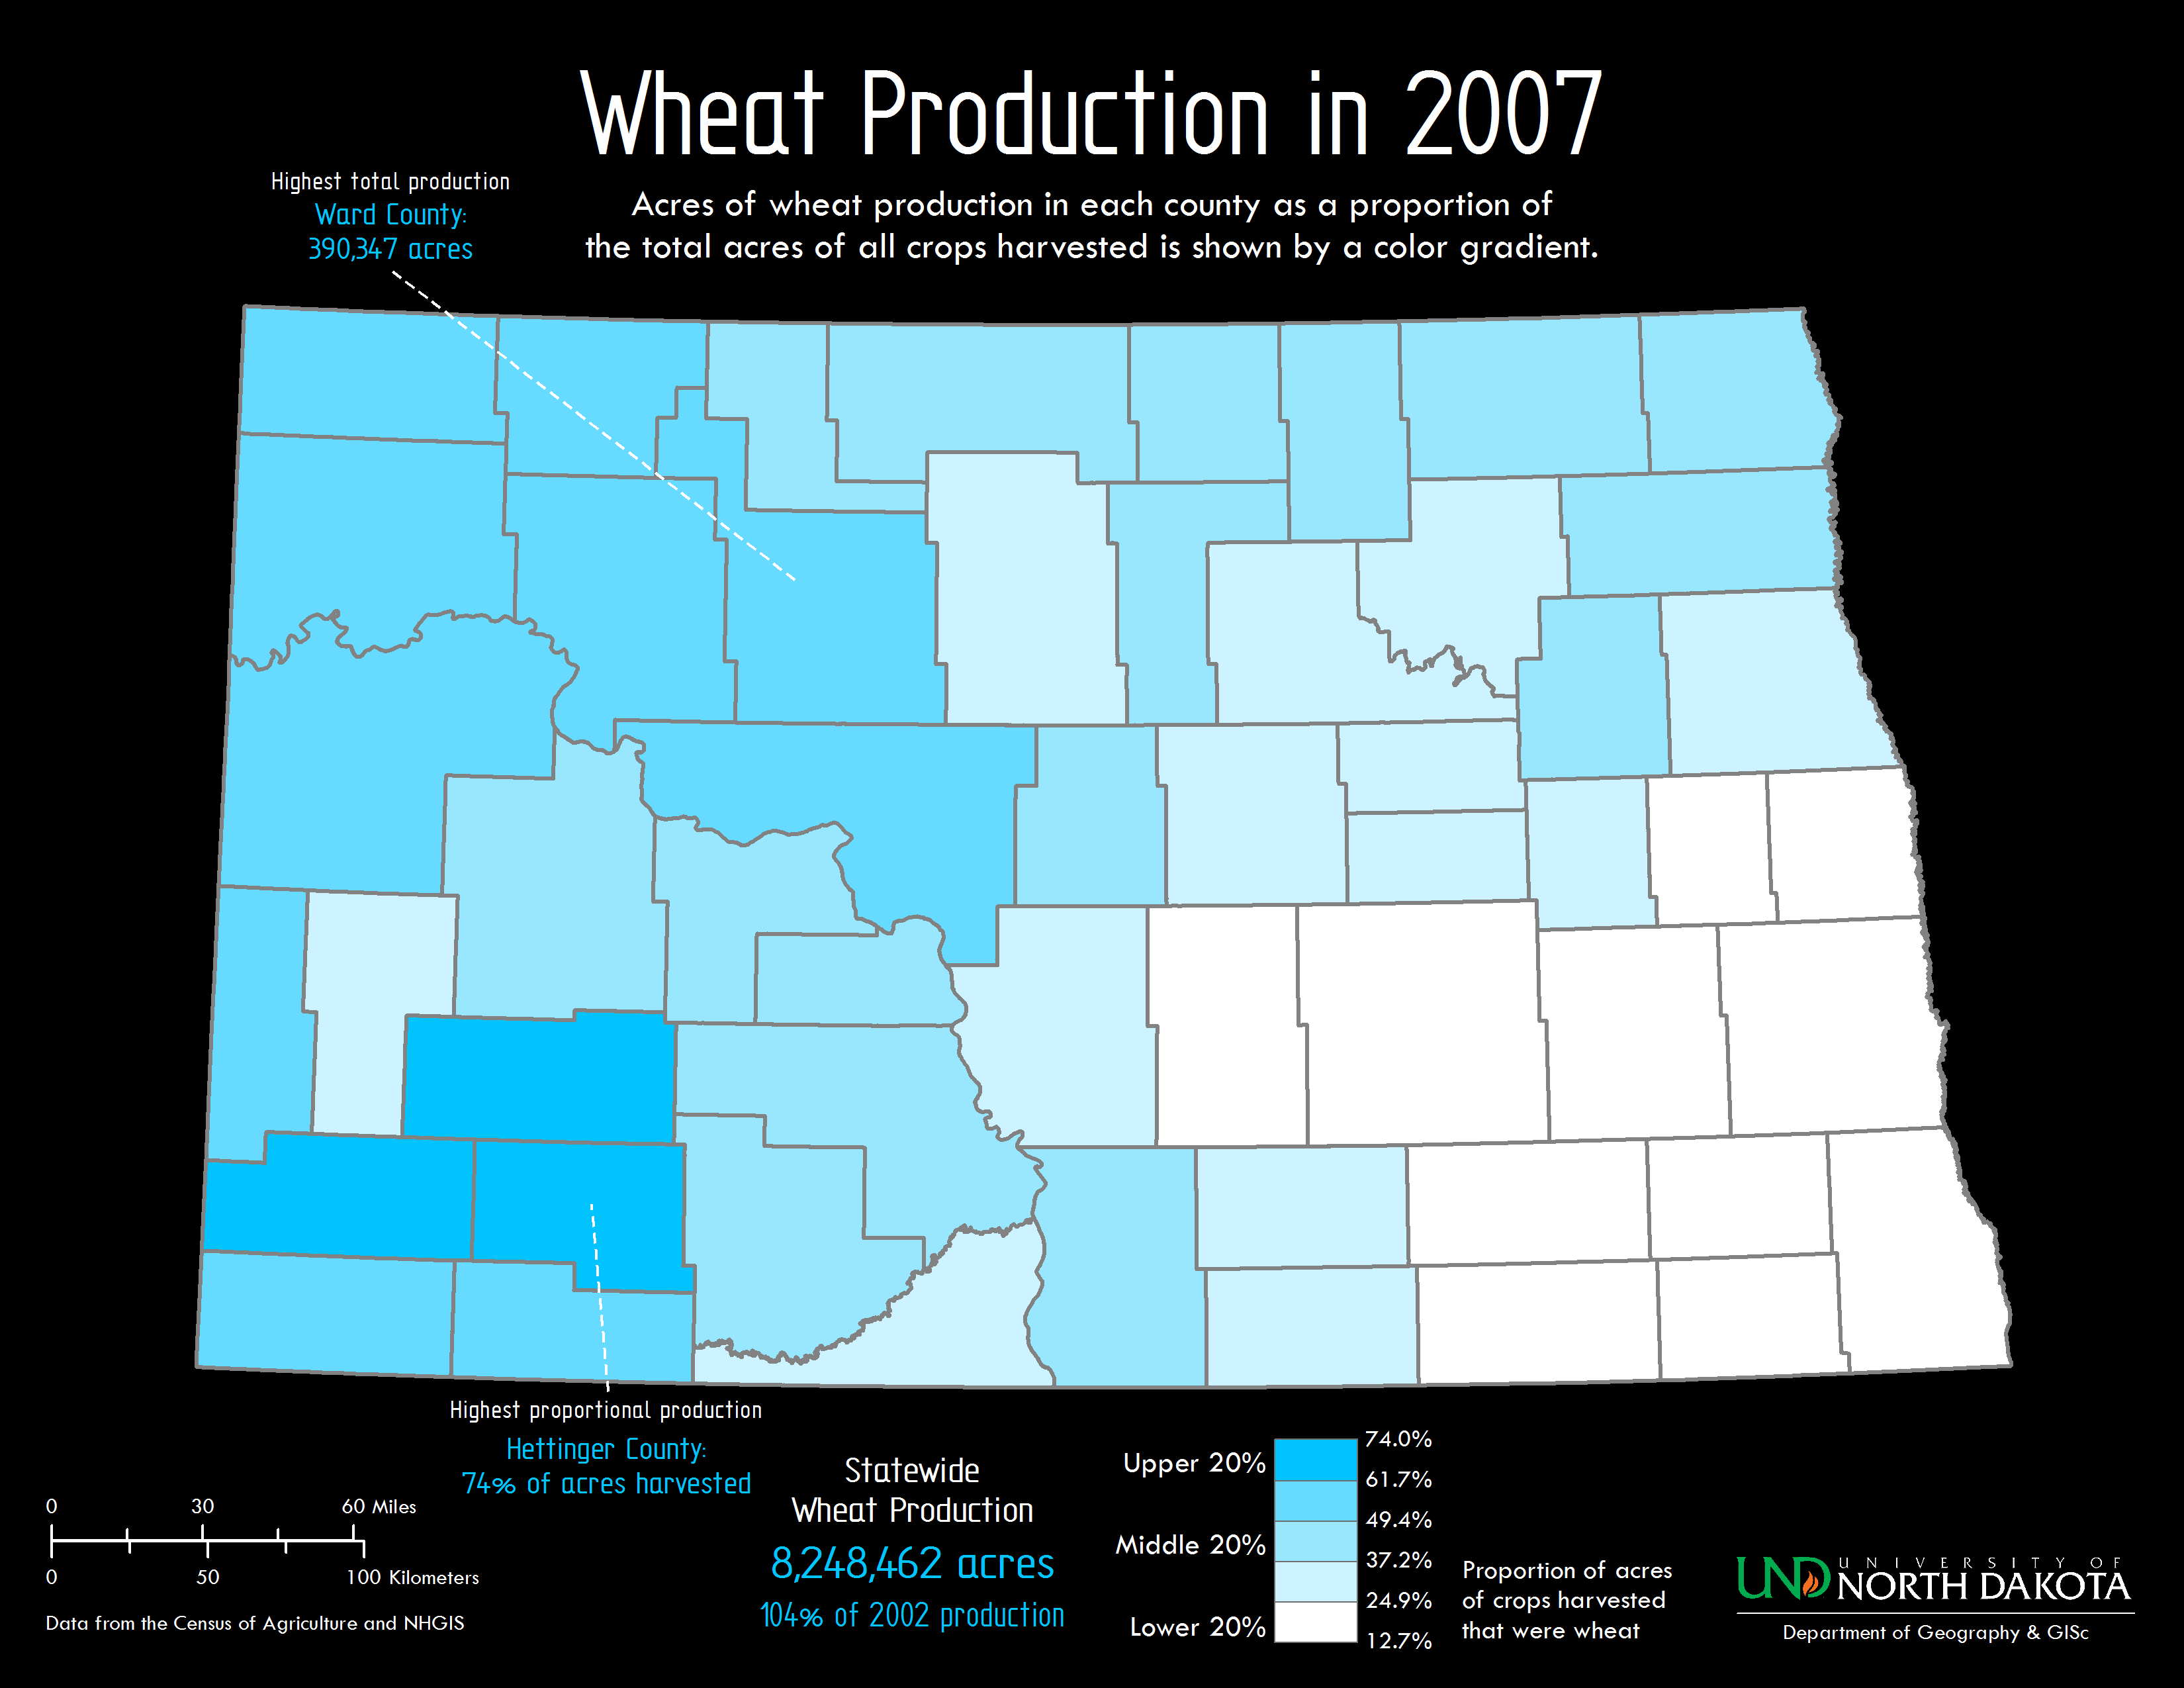 Wheat Production in 2007
Acres of wheat production in each county as a proportion of
the total acres of all crops harvested is shown by a color gradient.
Highest total production
Ward County:
390,347 acres
Highest proportional production
Hettinger County:
74% of acres harvested
Statewide
Wheat Production
8,248,462 acres
104% of 2002 production
Upper 20%
Middle 20%
Lower 20%
74.0%
61.7%
49.4%
37.2%
24.9%
12.7%
Proportion of acres
of crops harvested
that were wheat
0 30 60 Miles
0 50 100 Kilometers
Data from the Census of Agriculture and NHGIS
UND UNIVERSITY OF
NORTH DAKOTA
Department of Geography & GISc